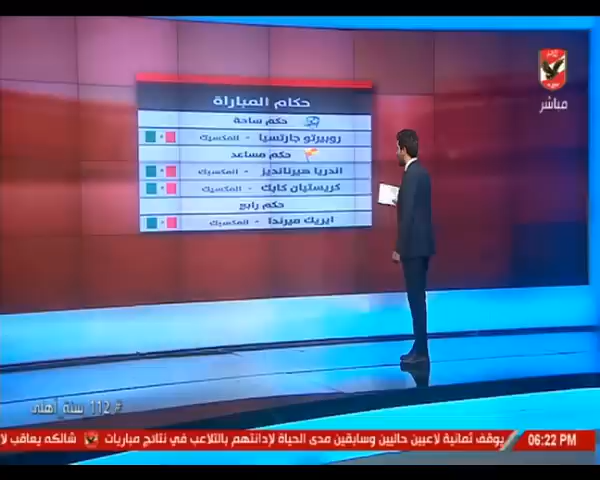 مباشر
حكام المباراة
حكم ساحة
روبيرتو جارتسيا - المكسيك
حكم مساعد
اندريا هيرنانديز - المكسيك
كريستيان كايك - المكسيك
حكم رابع
ايريك ميرندا - المكسيك
#112 سنة أهلي
06:22 PM
يوقف ثمانية لاعبين حاليين وسابقين مدى الحياة لإدانتهم بالتلاعب في نتائج مباريات
شالكه يعاقب لا